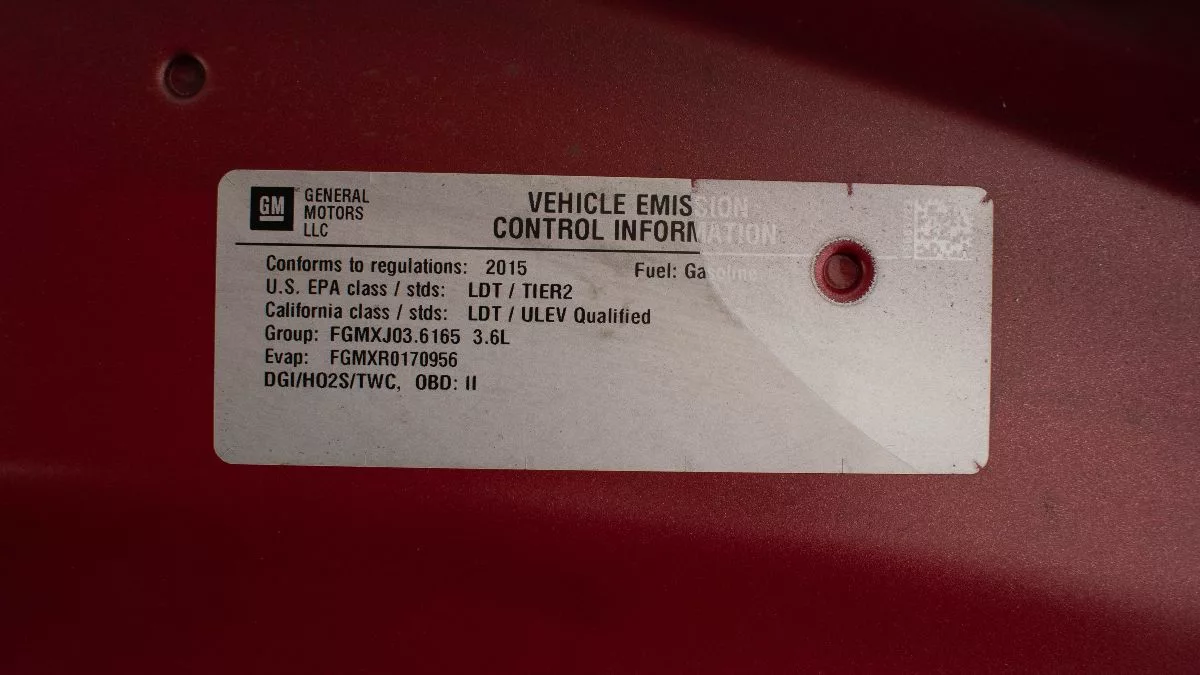 GM GENERAL MOTORS LLC
VEHICLE EMISSION
CONTROL INFORMATION
Conforms to regulations: 2015 Fuel: Gasoline
U.S. EPA class / stds: LDT / TIER2
California class / stds: LDT / ULEV Qualified
Group: FGMXJ03.6165 3.6L
Evap: FGMXR0170956
DGI/HO2S/TWC, OBD: II